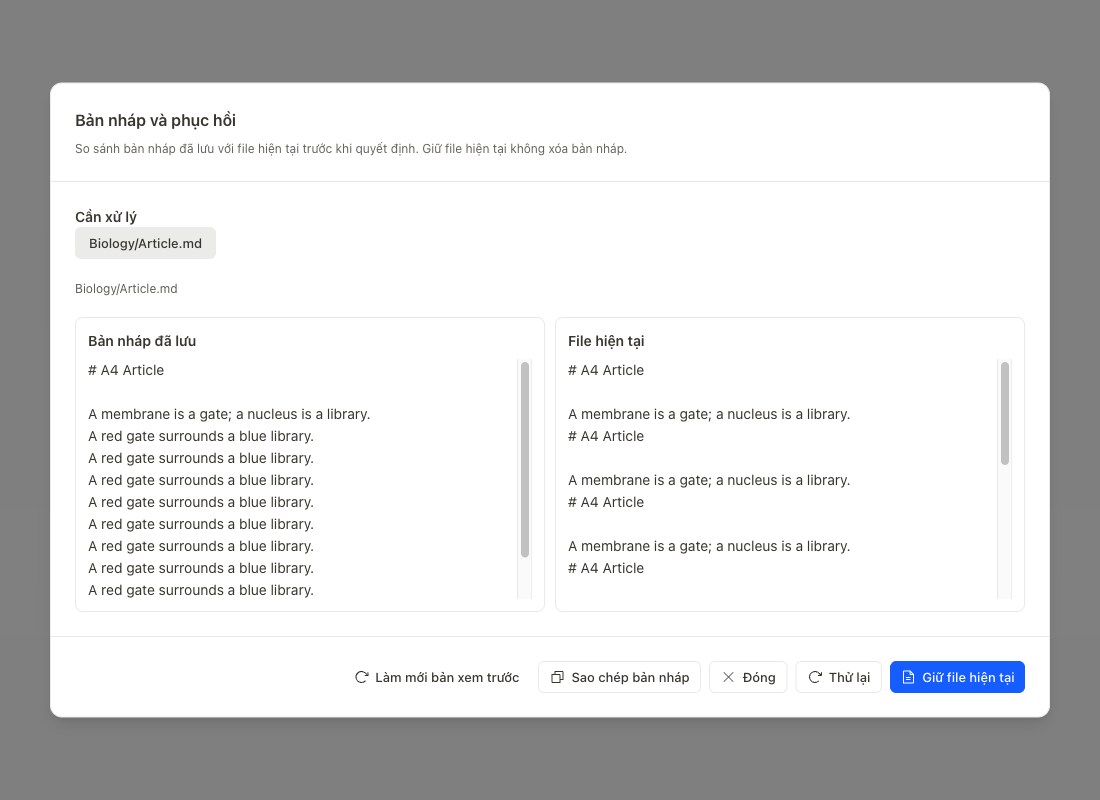 Bản nháp và phục hồi
So sánh bản nháp đã lưu với file hiện tại trước khi quyết định. Giữ file hiện tại không xóa bản nháp.
Cần xử lý
Biology/Article.md
Biology/Article.md
Bản nháp đã lưu
# A4 Article
A membrane is a gate; a nucleus is a library.
A red gate surrounds a blue library.
A red gate surrounds a blue library.
A red gate surrounds a blue library.
A red gate surrounds a blue library.
A red gate surrounds a blue library.
A red gate surrounds a blue library.
A red gate surrounds a blue library.
A red gate surrounds a blue library.
File hiện tại
# A4 Article
A membrane is a gate; a nucleus is a library.
# A4 Article
A membrane is a gate; a nucleus is a library.
# A4 Article
A membrane is a gate; a nucleus is a library.
# A4 Article
Làm mới bản xem trước
Sao chép bản nháp
Đóng
Thử lại
Giữ file hiện tại